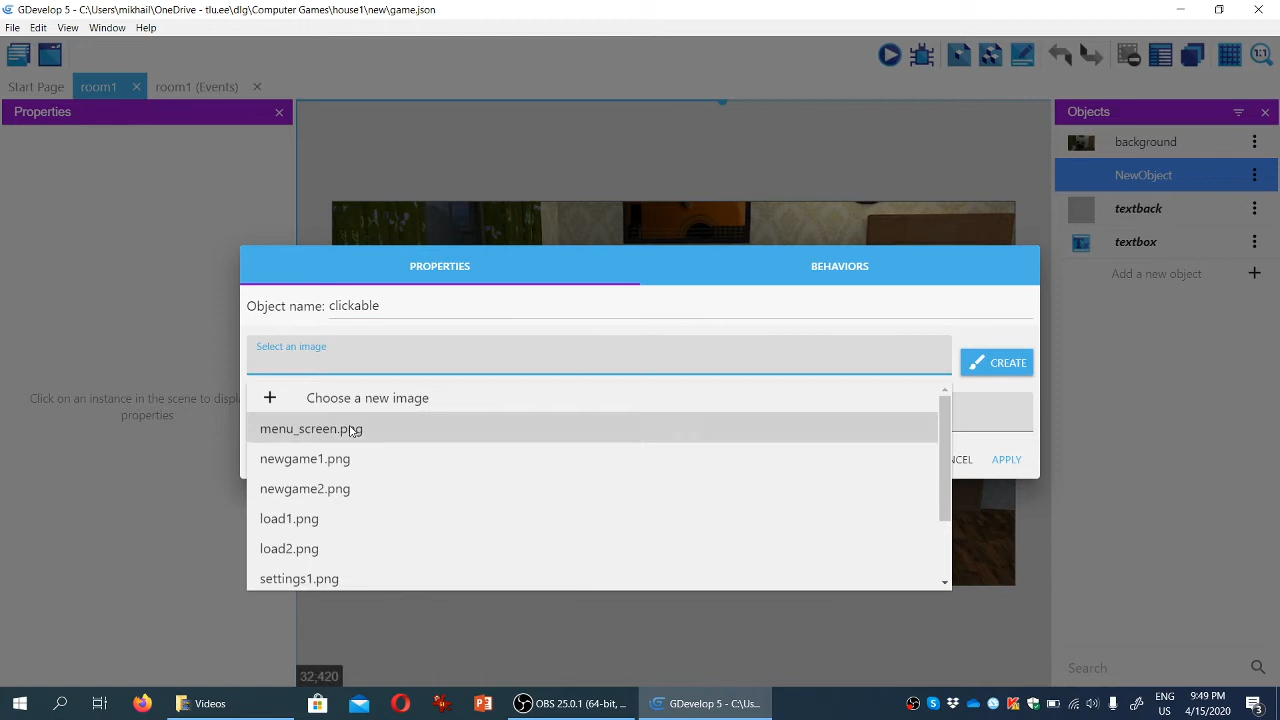 GDevelop 5 - C:\Users\mikhail\OneDrive - tlu.ee\dlg\Computer Games\house1\new\game.json
File Edit View Window Help
Start Page room1 room1 (Events)
Properties
Objects
background
NewObject
textback
textbox
Add a new object
PROPERTIES BEHAVIORS
Object name: clickable
Select an image
CREATE
Choose a new image
menu_screen.png
newgame1.png
newgame2.png
load1.png
load2.png
settings1.png
NCEL APPLY
Click on an instance in the scene to displ
properties
32,420
Search
Videos
OBS 25.0.1 (64-bit, ...
GDevelop 5 - C:\Us...
ENG
US
9:49 PM
4/15/2020
3